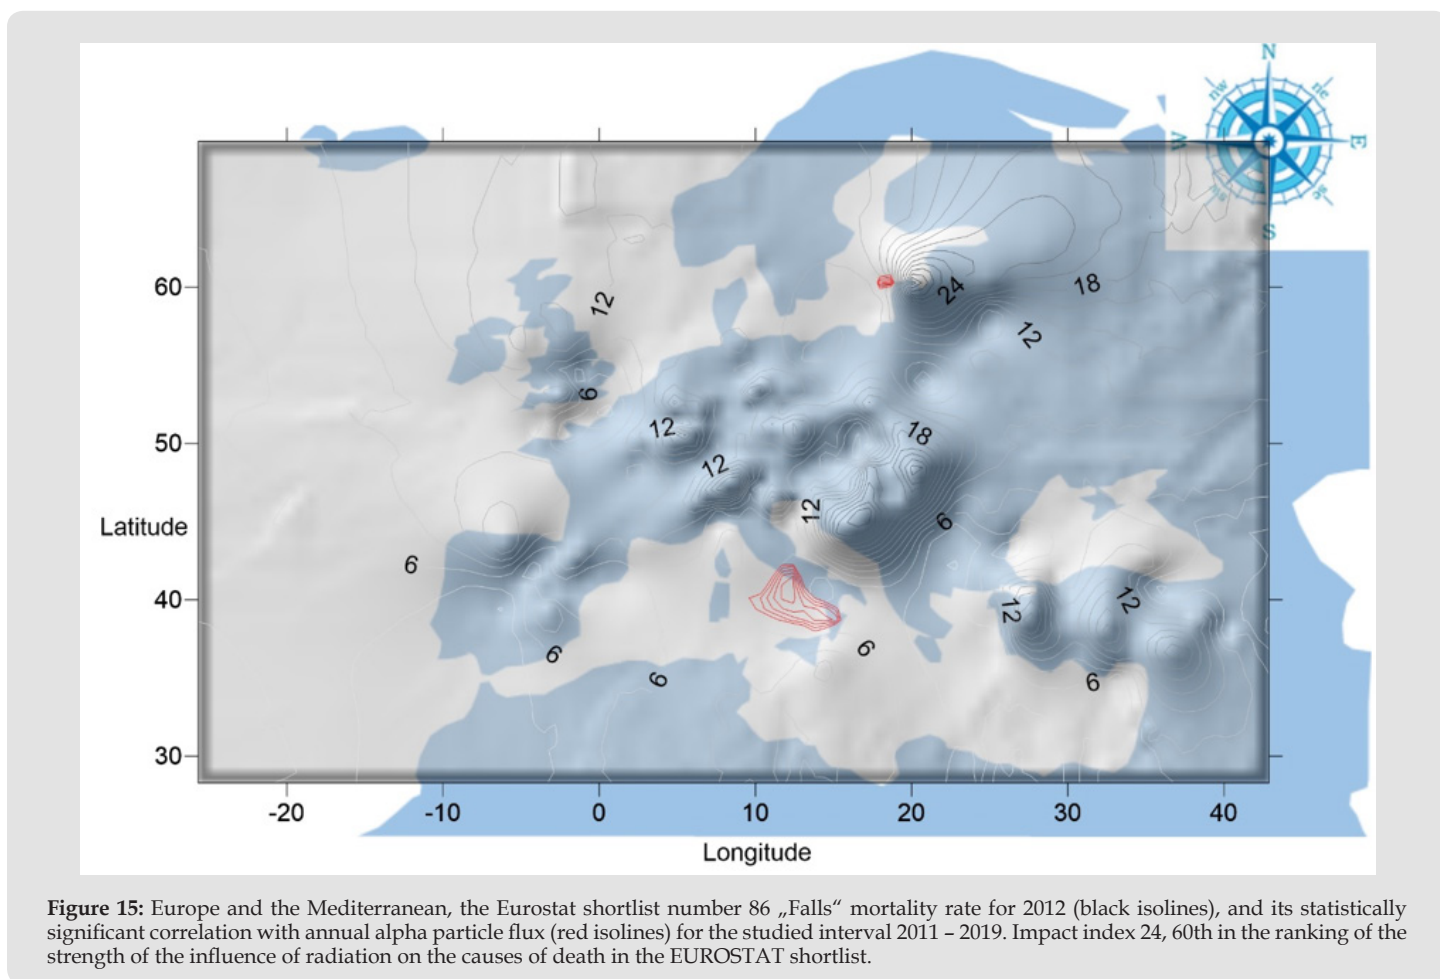 N
nw
ne
W
E
sw
se
S
60
12
24
18
12
6
50
12
18
12
12
6
Latitude
6
40
12
12
6
6
6
6
30
-20
-10
0
10
20
30
40
Longitude
Figure 15: Europe and the Mediterranean, the Eurostat shortlist number 86 „Falls“ mortality rate for 2012 (black isolines), and its statistically
significant correlation with annual alpha particle flux (red isolines) for the studied interval 2011 – 2019. Impact index 24, 60th in the ranking of the
strength of the influence of radiation on the causes of death in the EUROSTAT shortlist.